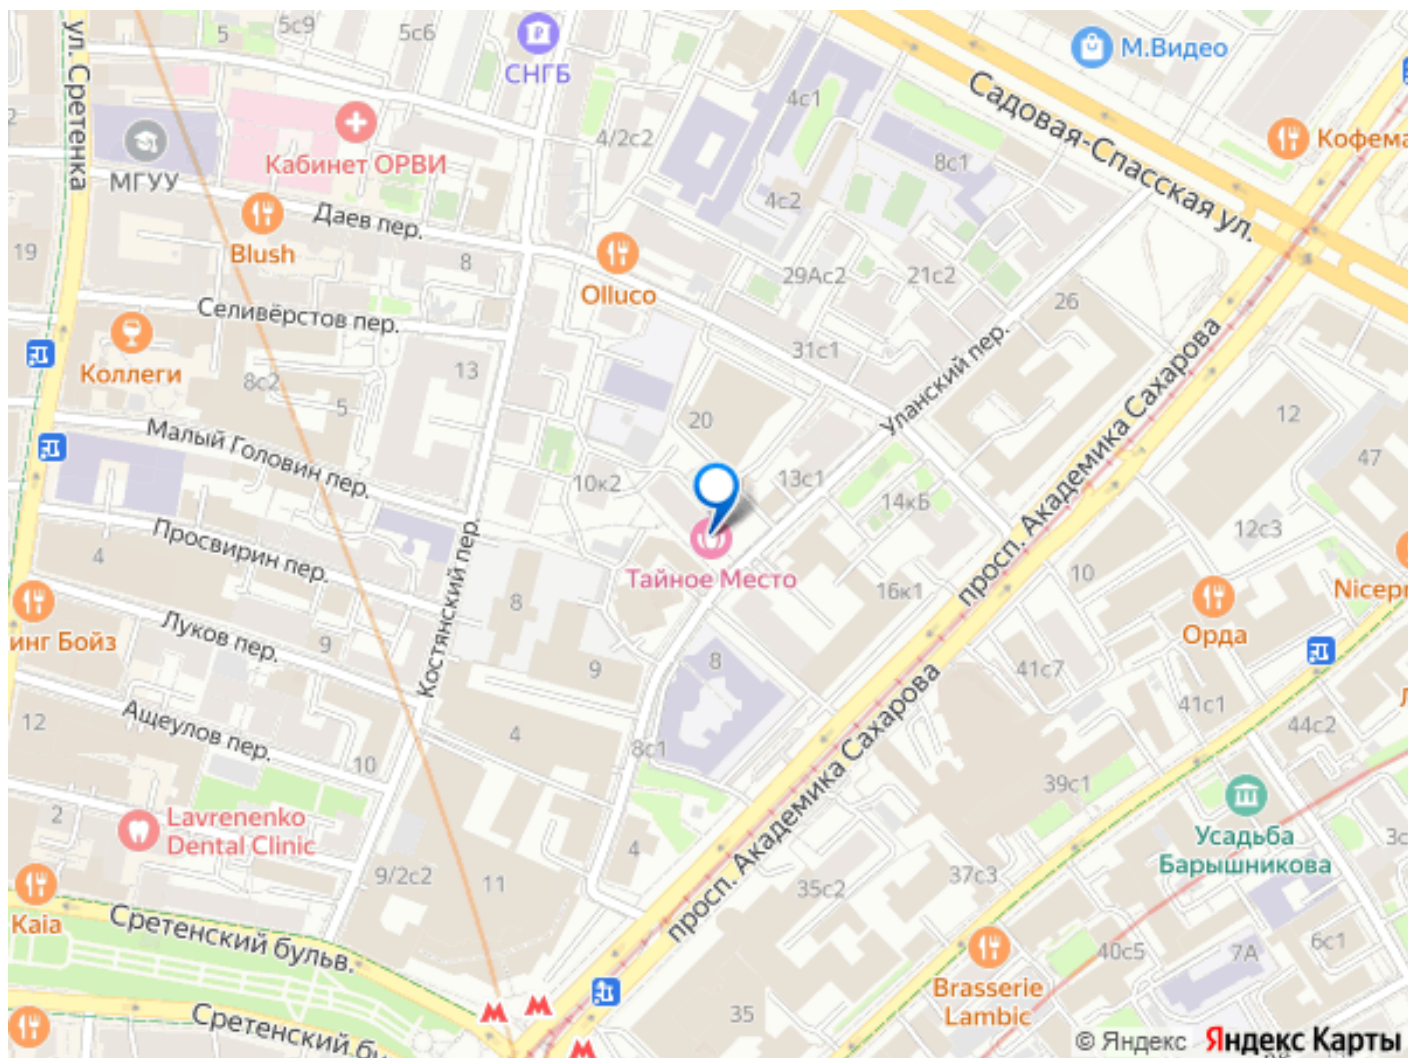 5
5с9
5с6
СНГБ
М.Видео
ул. Сретенка
Садовая-Спасская ул.
Кофема
4с1
4/2с2
8с1
Кабинет ОРВИ
МГУУ
2
4с2
Даев пер.
Blush
8
19
Olluco
29Ас2
21с2
26
Селивёрстов пер.
Коллеги
8с2
5
13
31с1
Уланский пер.
просп. Академика Сахарова
12
20
Малый Головин пер.
47
10к2
13с1
14кБ
12с3
Просвирин пер.
4
Костянский пер.
Тайное Место
16к1
10
Nicepr
8
Орда
инг Бойз
Луков пер.
9
9
8
41с7
41с1
44с2
12
Ащеулов пер.
10
4
8с1
просп. Академика Сахарова
39с1
2
Lavrenenko
Dental Clinic
Усадьба
Барышникова
3с
4
9/2с2
11
35с2
37с3
Kaia
Сретенский бульв.
40с5
7А
6с1
Brasserie
Lambic
35
Сретенский бу
© Яндекс
Яндекс Карты